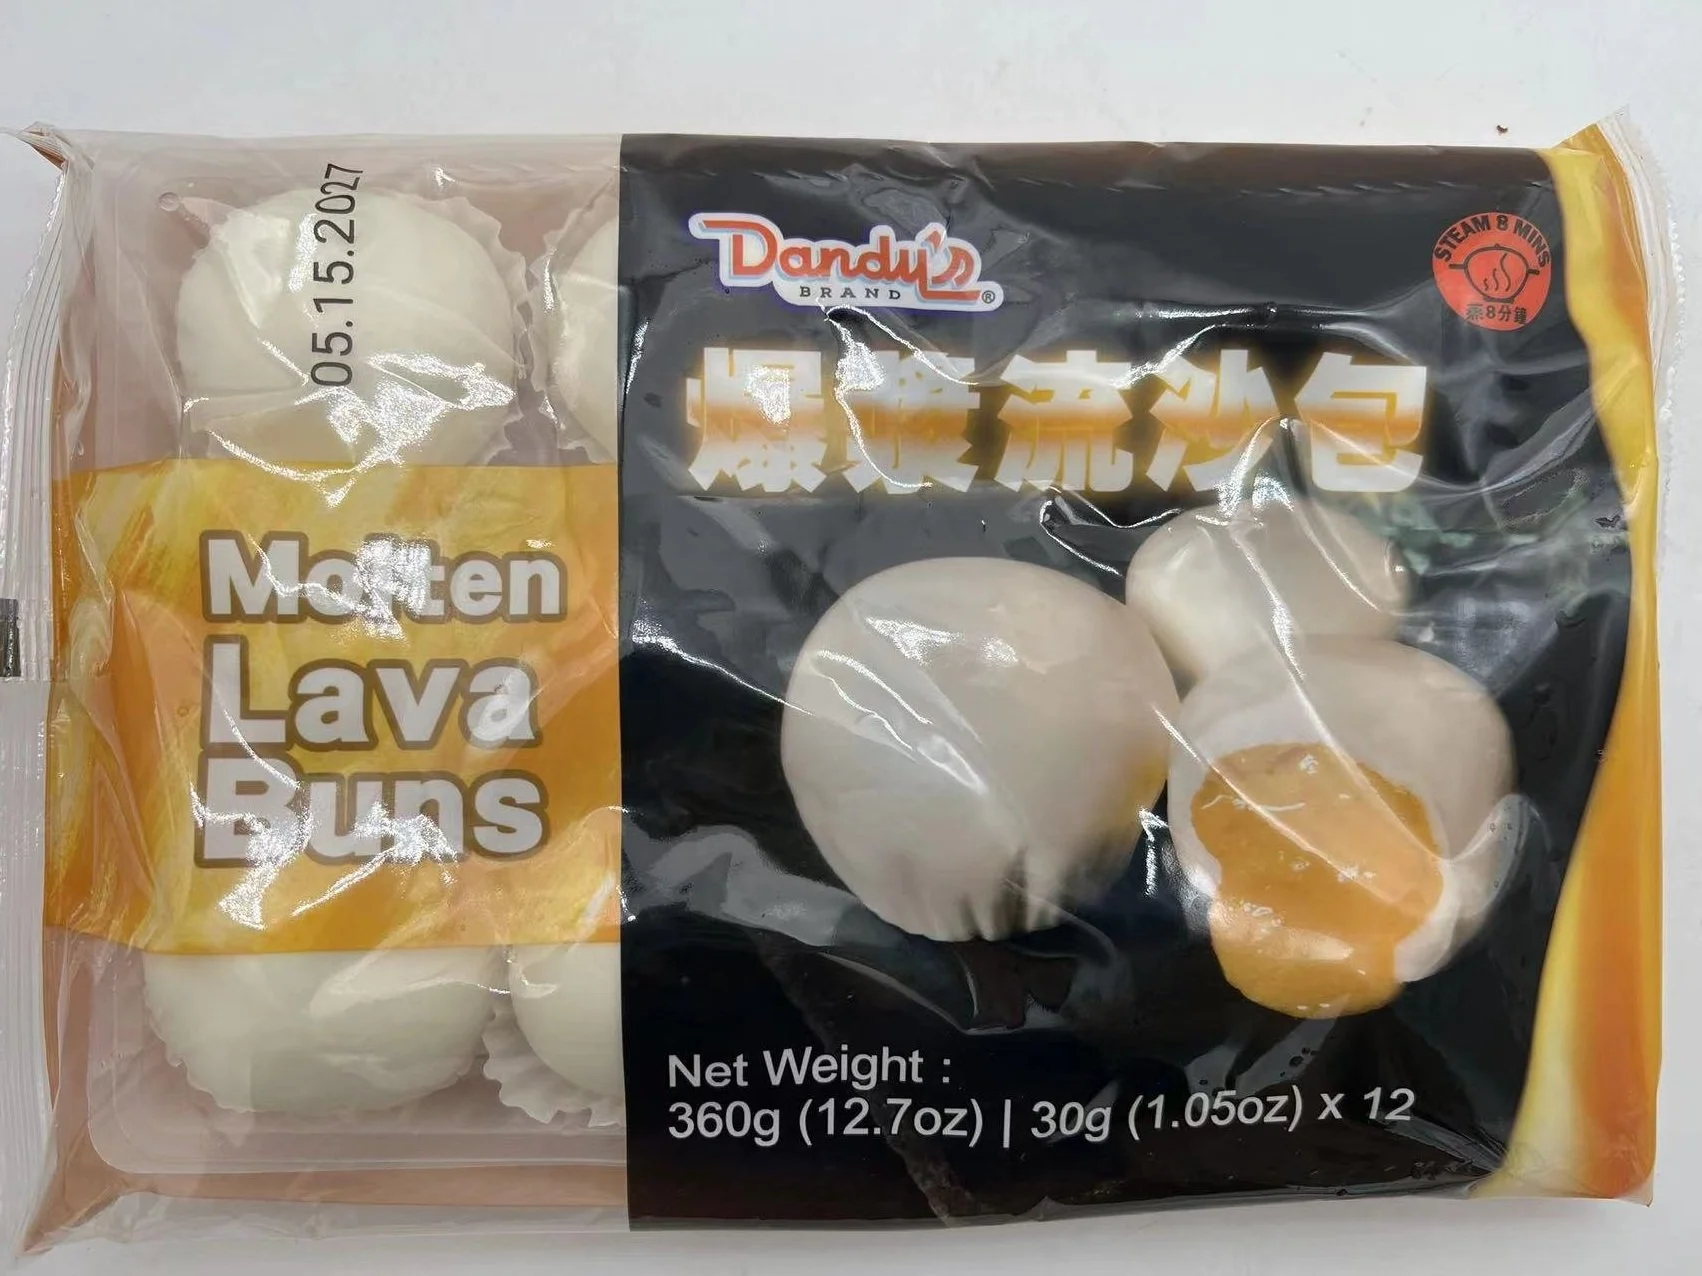 05.15.2027
Dandy's
BRAND
®
STEAM 8 MINS
蒸8分鐘
爆漿流沙包
Molten
Lava
Buns
Net Weight :
360g (12.7oz) | 30g (1.05oz) x 12